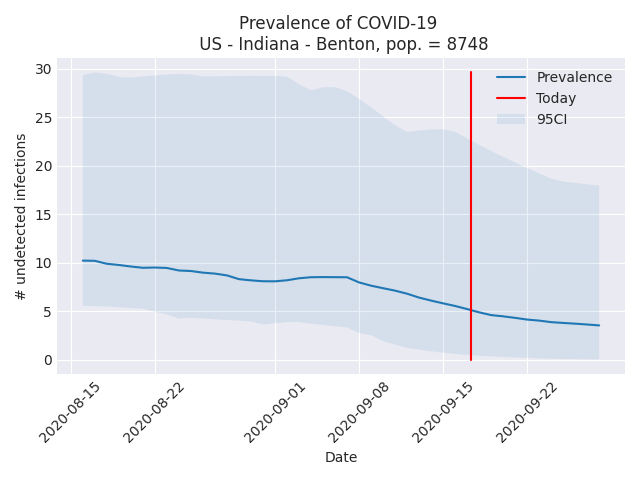 Prevalence of COVID-19
US - Indiana - Benton, pop. = 8748
Prevalence
Today
95CI
# undetected infections
30
25
20
15
10
5
0
2020-08-15
2020-08-22
2020-09-01
2020-09-08
2020-09-15
2020-09-22
Date